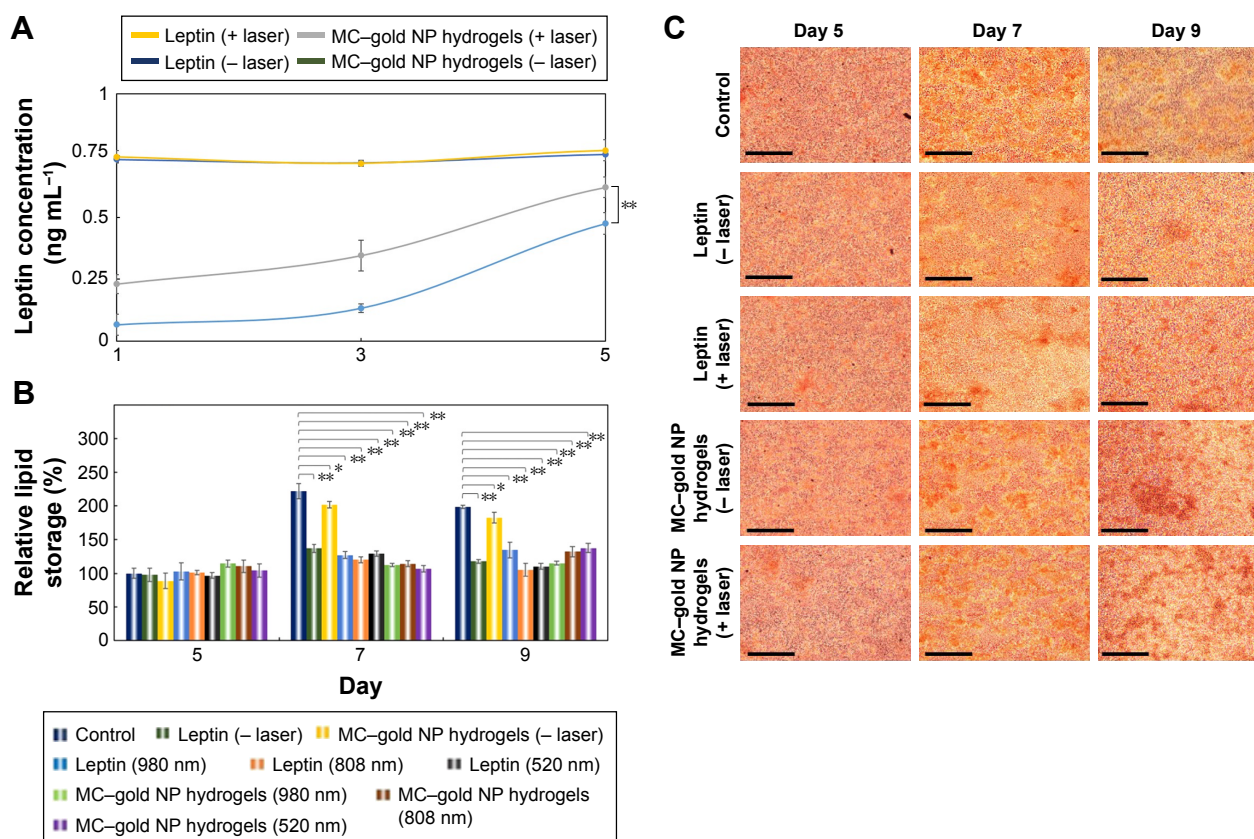 A
Leptin (+ laser)
MC–gold NP hydrogels (+ laser)
Leptin (– laser)
MC–gold NP hydrogels (– laser)
Leptin concentration
(ng mL⁻¹)
1
0.75
0.5
0.25
0
**
1
3
5
B
Relative lipid
storage (%)
300
250
200
150
100
50
0
**
**
**
**
**
**
*
**
**
**
**
**
**
**
*
**
5
7
9
Day
Control
Leptin (– laser)
MC–gold NP hydrogels (– laser)
Leptin (980 nm)
Leptin (808 nm)
Leptin (520 nm)
MC–gold NP hydrogels (980 nm)
MC–gold NP hydrogels
(808 nm)
MC–gold NP hydrogels (520 nm)
C
Day 5
Day 7
Day 9
Control
Leptin
(– laser)
Leptin
(+ laser)
MC–gold NP
hydrogels
(– laser)
MC–gold NP
hydrogels
(+ laser)